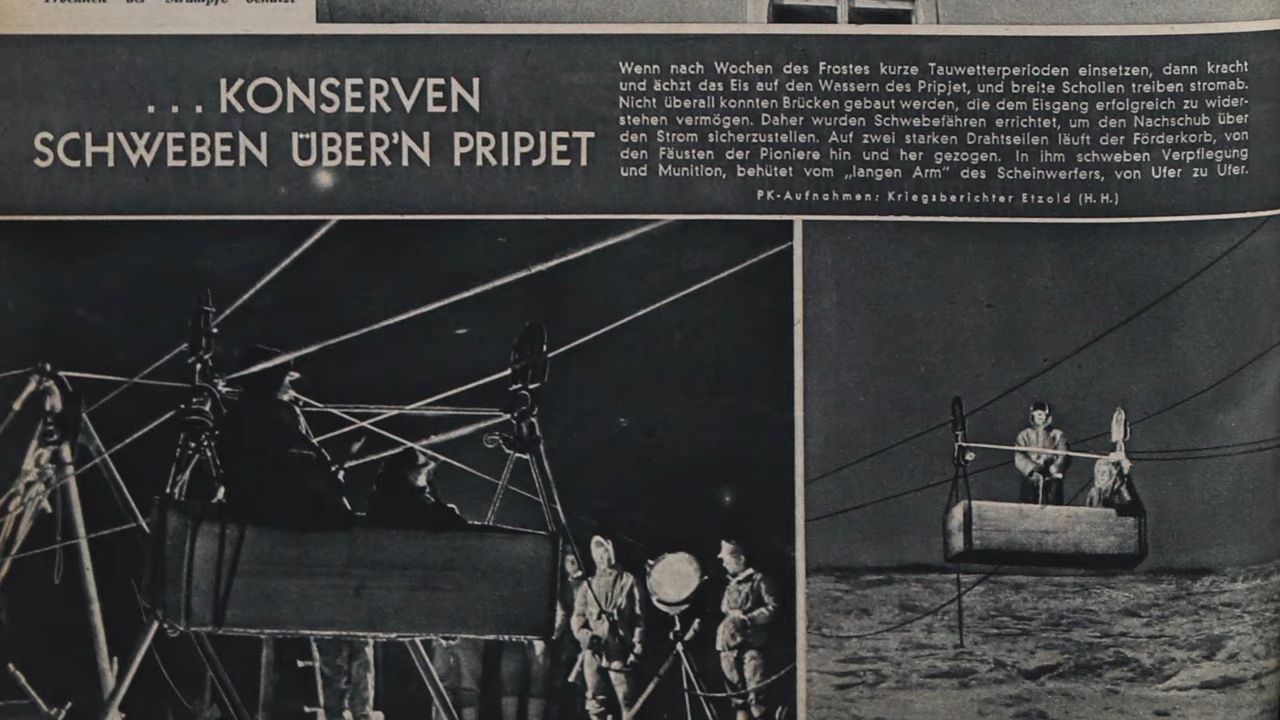 Trockheit des Strümpfe benützt
... KONSERVEN
SCHWEBEN ÜBER'N PRIPJET
Wenn nach Wochen des Frostes kurze Tauwetterperioden einsetzen, dann kracht
und ächzt das Eis auf den Wassern des Pripjet, und breite Schollen treiben stromab.
Nicht überall konnten Brücken gebaut werden, die dem Eisgang erfolgreich zu wider-
stehen vermögen. Daher wurden Schwebefähren errichtet, um den Nachschub über
den Strom sicherzustellen. Auf zwei starken Drahtseilen läuft der Förderkorb, von
den Fäusten der Pioniere hin und her gezogen. In ihm schweben Verpflegung
und Munition, behütet vom „langen Arm“ des Scheinwerfers, von Ufer zu Ufer.
PK-Aufnahmen: Kriegsberichter Etzold (H. H.)